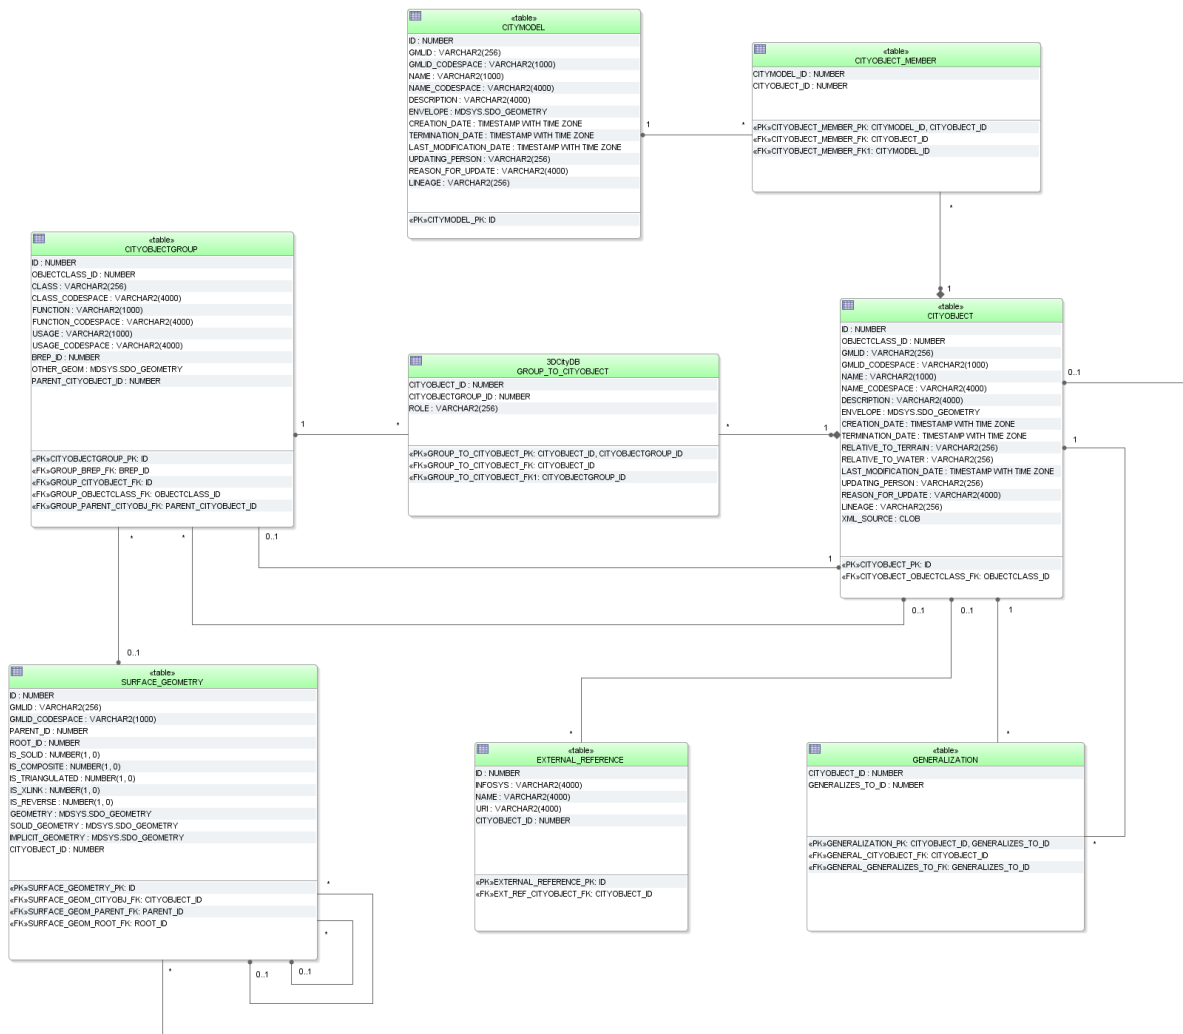 «table»
CITYMODEL
ID : NUMBER
GMLID : VARCHAR2(256)
GMLID_CODESPACE : VARCHAR2(1000)
NAME : VARCHAR2(1000)
NAME_CODESPACE : VARCHAR2(4000)
DESCRIPTION : VARCHAR2(4000)
ENVELOPE : MDSYS.SDO_GEOMETRY
CREATION_DATE : TIMESTAMP WITH TIME ZONE
TERMINATION_DATE : TIMESTAMP WITH TIME ZONE
LAST_MODIFICATION_DATE : TIMESTAMP WITH TIME ZONE
UPDATING_PERSON : VARCHAR2(256)
REASON_FOR_UPDATE : VARCHAR2(4000)
LINEAGE : VARCHAR2(256)
«PK»CITYMODEL_PK: ID
1
*
«table»
CITYOBJECT_MEMBER
CITYMODEL_ID : NUMBER
CITYOBJECT_ID : NUMBER
«PK»CITYOBJECT_MEMBER_PK: CITYMODEL_ID, CITYOBJECT_ID
«FK»CITYOBJECT_MEMBER_FK: CITYOBJECT_ID
«FK»CITYOBJECT_MEMBER_FK1: CITYMODEL_ID
*
1
«table»
CITYOBJECTGROUP
ID : NUMBER
OBJECTCLASS_ID : NUMBER
CLASS : VARCHAR2(256)
CLASS_CODESPACE : VARCHAR2(4000)
FUNCTION : VARCHAR2(1000)
FUNCTION_CODESPACE : VARCHAR2(4000)
USAGE : VARCHAR2(1000)
USAGE_CODESPACE : VARCHAR2(4000)
BREP_ID : NUMBER
OTHER_GEOM : MDSYS.SDO_GEOMETRY
PARENT_CITYOBJECT_ID : NUMBER
«PK»CITYOBJECTGROUP_PK: ID
«FK»GROUP_BREP_FK: BREP_ID
«FK»GROUP_CITYOBJECT_FK: ID
«FK»GROUP_OBJECTCLASS_FK: OBJECTCLASS_ID
«FK»GROUP_PARENT_CITYOBJ_FK: PARENT_CITYOBJECT_ID
1
*
3DCityDB
GROUP_TO_CITYOBJECT
CITYOBJECT_ID : NUMBER
CITYOBJECTGROUP_ID : NUMBER
ROLE : VARCHAR2(256)
«PK»GROUP_TO_CITYOBJECT_PK: CITYOBJECT_ID, CITYOBJECTGROUP_ID
«FK»GROUP_TO_CITYOBJECT_FK: CITYOBJECT_ID
«FK»GROUP_TO_CITYOBJECT_FK1: CITYOBJECTGROUP_ID
*
1
«table»
CITYOBJECT
ID : NUMBER
OBJECTCLASS_ID : NUMBER
GMLID : VARCHAR2(256)
GMLID_CODESPACE : VARCHAR2(1000)
NAME : VARCHAR2(1000)
NAME_CODESPACE : VARCHAR2(4000)
DESCRIPTION : VARCHAR2(4000)
ENVELOPE : MDSYS.SDO_GEOMETRY
CREATION_DATE : TIMESTAMP WITH TIME ZONE
TERMINATION_DATE : TIMESTAMP WITH TIME ZONE
RELATIVE_TO_TERRAIN : VARCHAR2(256)
RELATIVE_TO_WATER : VARCHAR2(256)
LAST_MODIFICATION_DATE : TIMESTAMP WITH TIME ZONE
UPDATING_PERSON : VARCHAR2(256)
REASON_FOR_UPDATE : VARCHAR2(4000)
LINEAGE : VARCHAR2(256)
XML_SOURCE : CLOB
«PK»CITYOBJECT_PK: ID
«FK»CITYOBJECT_OBJECTCLASS_FK: OBJECTCLASS_ID
0..1
1
*
*
0..1
1
0..1
0..1
1
0..1
«table»
SURFACE_GEOMETRY
ID : NUMBER
GMLID : VARCHAR2(256)
GMLID_CODESPACE : VARCHAR2(1000)
PARENT_ID : NUMBER
ROOT_ID : NUMBER
IS_SOLID : NUMBER(1, 0)
IS_COMPOSITE : NUMBER(1, 0)
IS_TRIANGULATED : NUMBER(1, 0)
IS_XLINK : NUMBER(1, 0)
IS_REVERSE : NUMBER(1, 0)
GEOMETRY : MDSYS.SDO_GEOMETRY
SOLID_GEOMETRY : MDSYS.SDO_GEOMETRY
IMPLICIT_GEOMETRY : MDSYS.SDO_GEOMETRY
CITYOBJECT_ID : NUMBER
«PK»SURFACE_GEOMETRY_PK: ID
«FK»SURFACE_GEOM_CITYOBJ_FK: CITYOBJECT_ID
«FK»SURFACE_GEOM_PARENT_FK: PARENT_ID
«FK»SURFACE_GEOM_ROOT_FK: ROOT_ID
*
*
*
0..1
0..1
*
«table»
EXTERNAL_REFERENCE
ID : NUMBER
INFOSYS : VARCHAR2(4000)
NAME : VARCHAR2(4000)
URI : VARCHAR2(4000)
CITYOBJECT_ID : NUMBER
«PK»EXTERNAL_REFERENCE_PK: ID
«FK»EXT_REF_CITYOBJECT_FK: CITYOBJECT_ID
*
«table»
GENERALIZATION
CITYOBJECT_ID : NUMBER
GENERALIZES_TO_ID : NUMBER
«PK»GENERALIZATION_PK: CITYOBJECT_ID, GENERALIZES_TO_ID
«FK»GENERAL_CITYOBJECT_FK: CITYOBJECT_ID
«FK»GENERAL_GENERALIZES_TO_FK: GENERALIZES_TO_ID
*